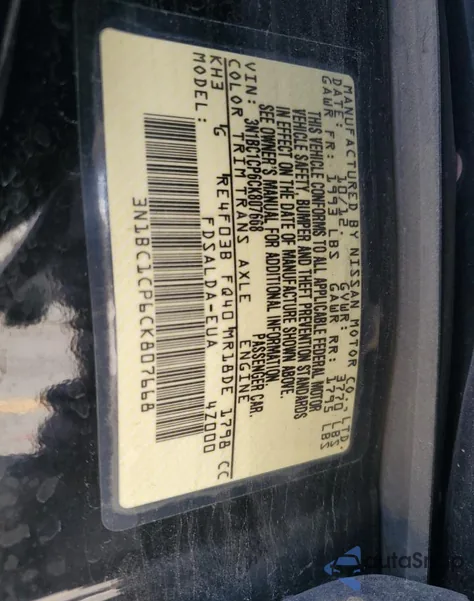 MANUFACTURED BY NISSAN MOTOR CO., LTD.
DATE: 10/12 GVWR: 3770 LBS
GAWR FR: 1993 LBS GAWR RR: 1795 LBS
THIS VEHICLE CONFORMS TO ALL APPLICABLE FEDERAL MOTOR
VEHICLE SAFETY, BUMPER AND THEFT PREVENTION STANDARDS
IN EFFECT ON THE DATE OF MANUFACTURE SHOWN ABOVE.
SEE OWNER'S MANUAL FOR ADDITIONAL INFORMATION.
VIN: 3N1BC1CP6CK807668 PASSENGER CAR.
COLOR TRIM TRANS AXLE ENGINE
KH3 G RE4F03B FQ40 MR18DE 1798 CC
MODEL: FDSALDA-EUA 4Z000
3N1BC1CP6CK807668
autaSnap